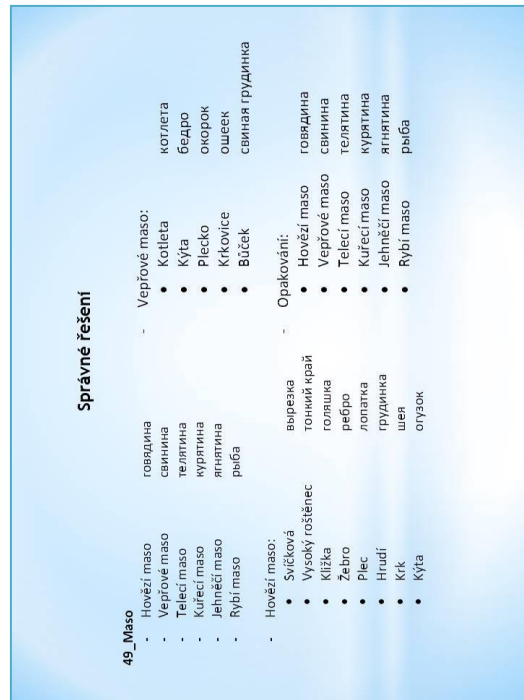 Správné řešení
49_Maso
- Hovězí maso говядина
- Vepřové maso свинина
- Telecí maso телятина
- Kuřecí maso курятина
- Jehněčí maso ягнятина
- Rybí maso рыба
- Hovězí maso:
• Svíčková вырезка
• Vysoký roštěnec тонкий край
• Kližka голяшка
• Žebro ребро
• Plec лопатка
• Hrudí грудинка
• Krk шея
• Kýta огузок
- Vepřové maso:
• Kotleta котлета
• Kýta бедро
• Plecko окорок
• Krkovice ошеек
• Bůček свиная грудинка
- Opakování:
• Hovězí maso говядина
• Vepřové maso свинина
• Telecí maso телятина
• Kuřecí maso курятина
• Jehněčí maso ягнятина
• Rybí maso рыба